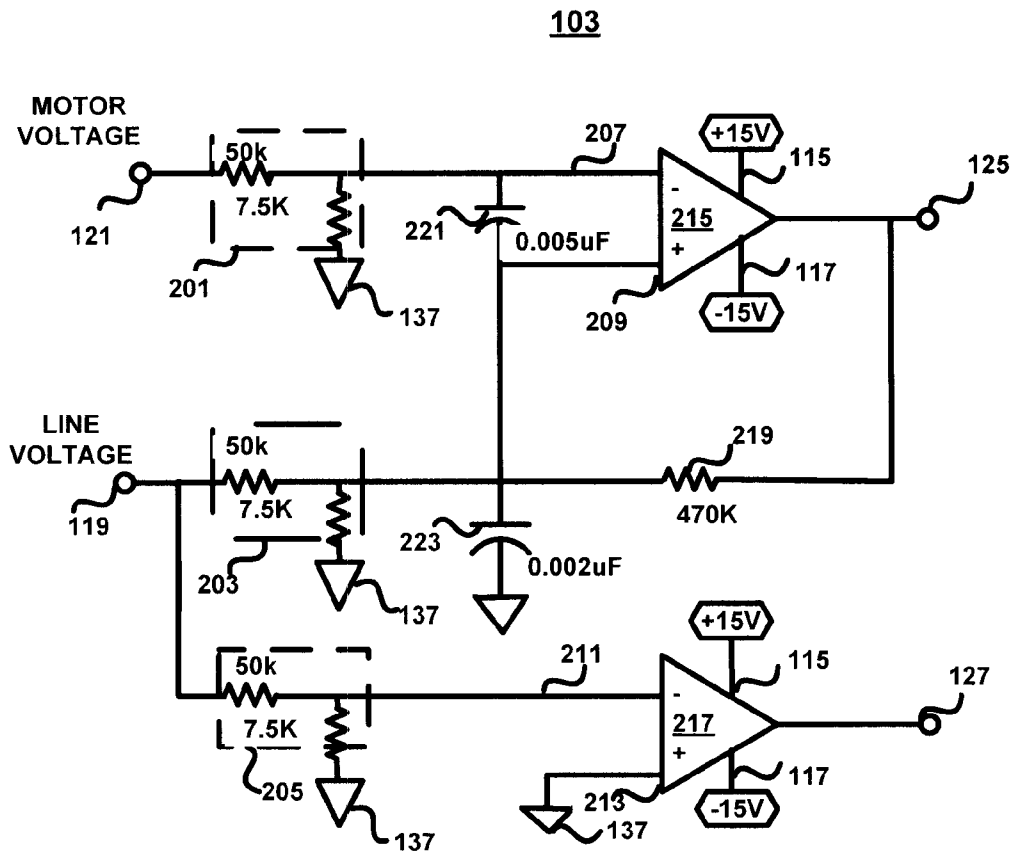 103
MOTOR
VOLTAGE
50k
7.5K
121
201
137
207
221
0.005uF
209
-
215
+
+15V
115
117
-15V
125
LINE
VOLTAGE
50k
7.5K
119
203
137
223
0.002uF
219
470K
50k
7.5K
205
137
211
-
217
+
213
137
+15V
115
117
-15V
127